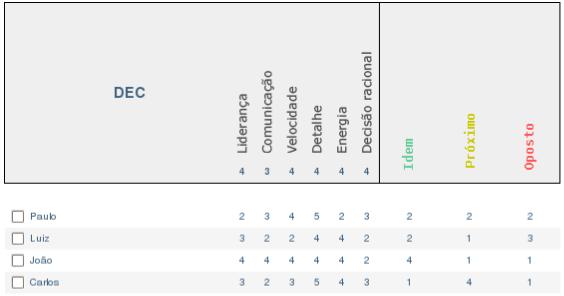 DEC Liderança Comunicação Velocidade Detalhe Energia Decisão racional Idem Próximo Oposto
4 3 4 4 4 4
Paulo 2 3 4 5 2 3 2 2 2
Luiz 3 2 2 4 4 2 2 1 3
João 4 4 4 4 4 2 4 1 1
Carlos 3 2 3 5 4 3 1 4 1